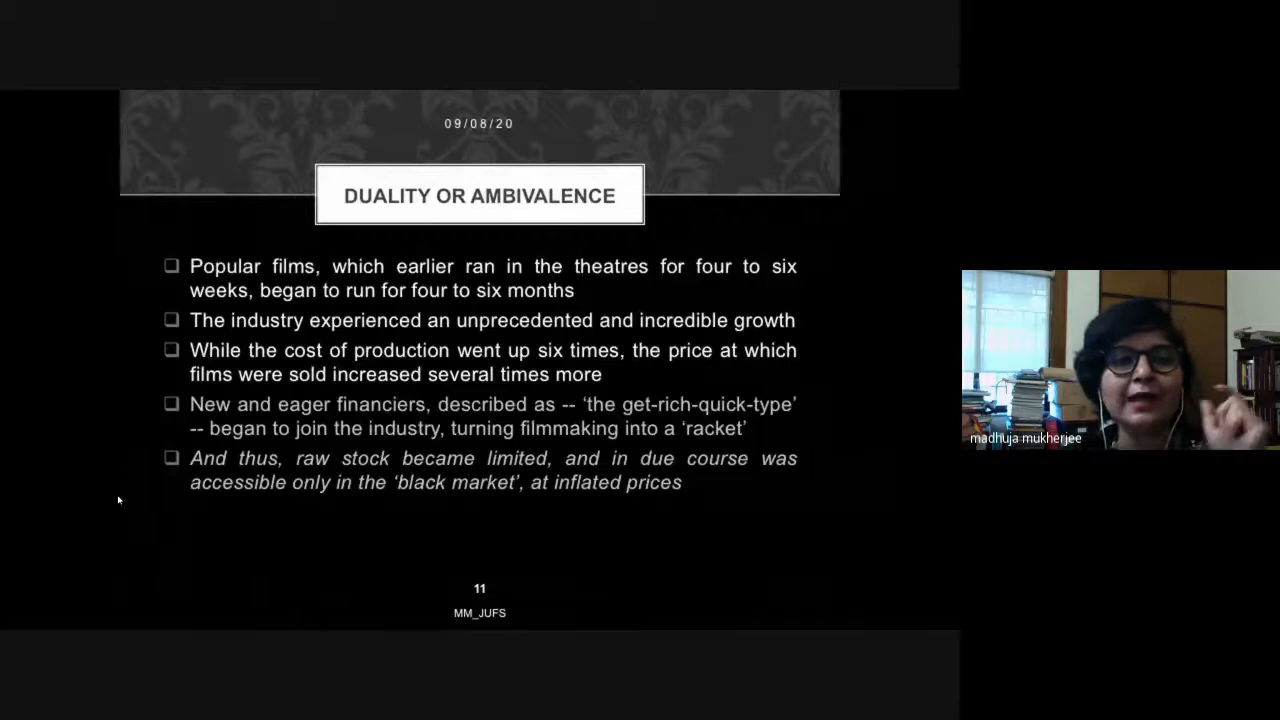 09/08/20
DUALITY OR AMBIVALENCE
❑ Popular films, which earlier ran in the theatres for four to six
weeks, began to run for four to six months
❑ The industry experienced an unprecedented and incredible growth
❑ While the cost of production went up six times, the price at which
films were sold increased several times more
❑ New and eager financiers, described as -- ‘the get-rich-quick-type’
-- began to join the industry, turning filmmaking into a ‘racket’
❑ And thus, raw stock became limited, and in due course was
accessible only in the ‘black market’, at inflated prices
11
MM_JUFS
madhuja mukherjee